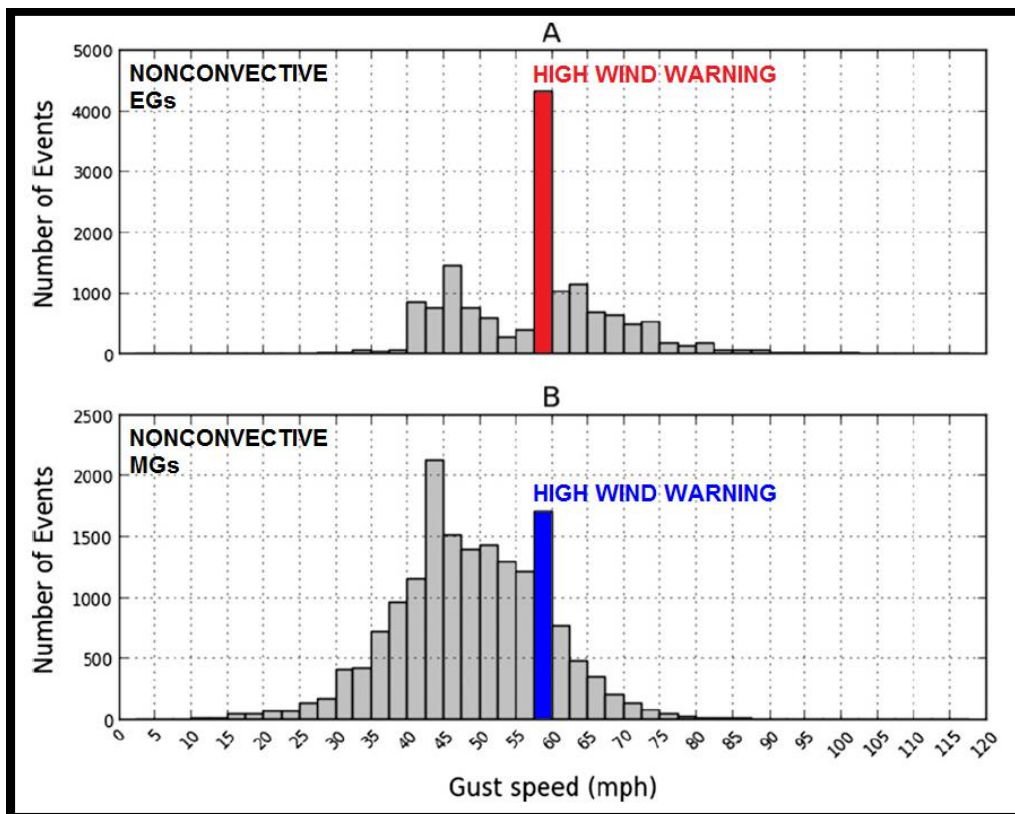 A
NONCONVECTIVE
EGs
HIGH WIND WARNING
5000
4000
3000
2000
1000
0
Number of Events
B
NONCONVECTIVE
MGs
HIGH WIND WARNING
2500
2000
1500
1000
500
0
Number of Events
0 5 10 15 20 25 30 35 40 45 50 55 60 65 70 75 80 85 90 95 100 105 110 115 120
Gust speed (mph)